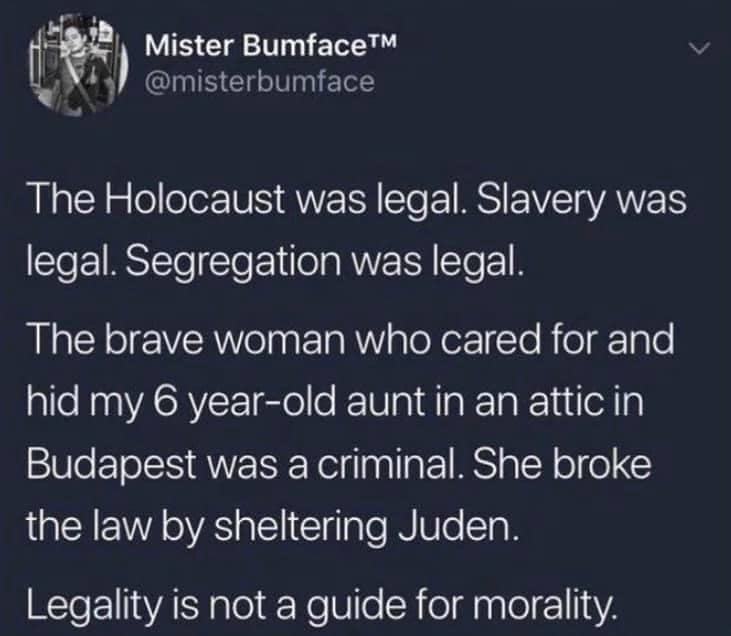 Mister Bumface™
@misterbumface
The Holocaust was legal. Slavery was
legal. Segregation was legal.
The brave woman who cared for and
hid my 6 year-old aunt in an attic in
Budapest was a criminal. She broke
the law by sheltering Juden.
Legality is not a guide for morality.